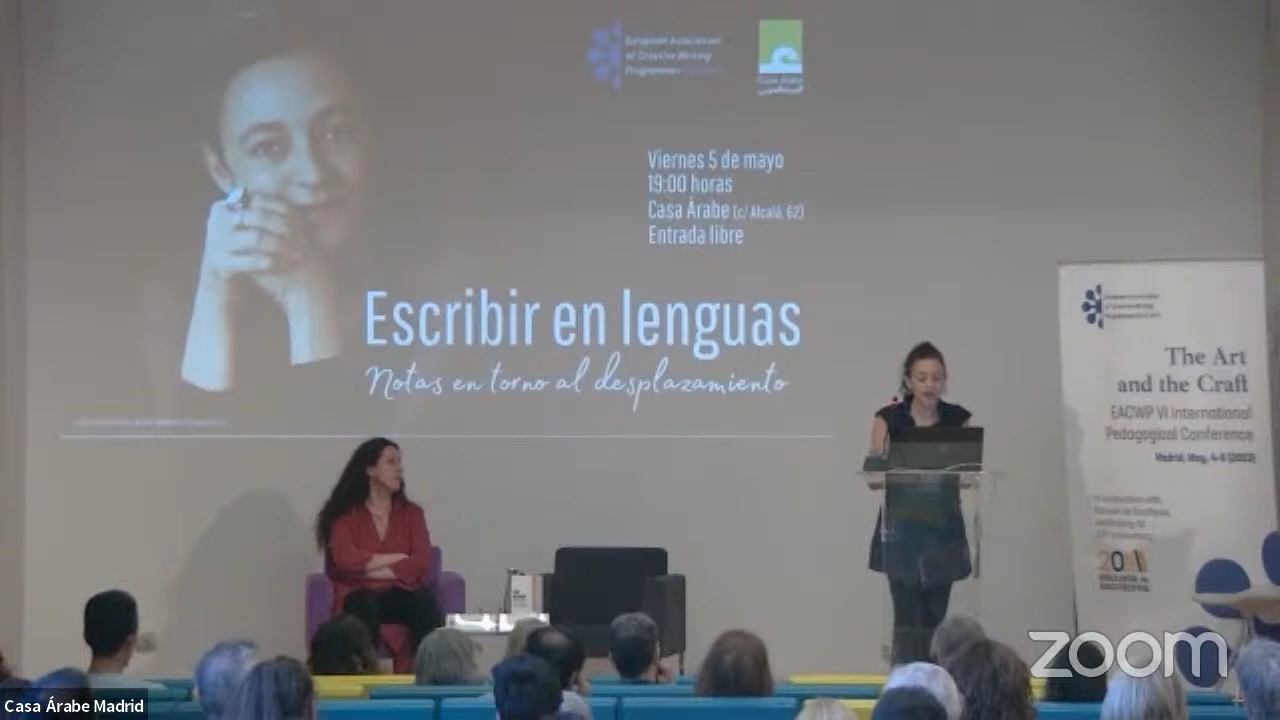 European Association
of Creative Writing
Programmes
Casa Árabe
Viernes 5 de mayo
19:00 horas
Casa Árabe (c/ Alcalá, 62)
Entrada libre
Escribir en lenguas
Notas en torno al desplazamiento
The Art
and the Craft
EACWP VI International
Pedagogical Conference
Madrid, May, 4-6 (2023)
zoom
Casa Árabe Madrid